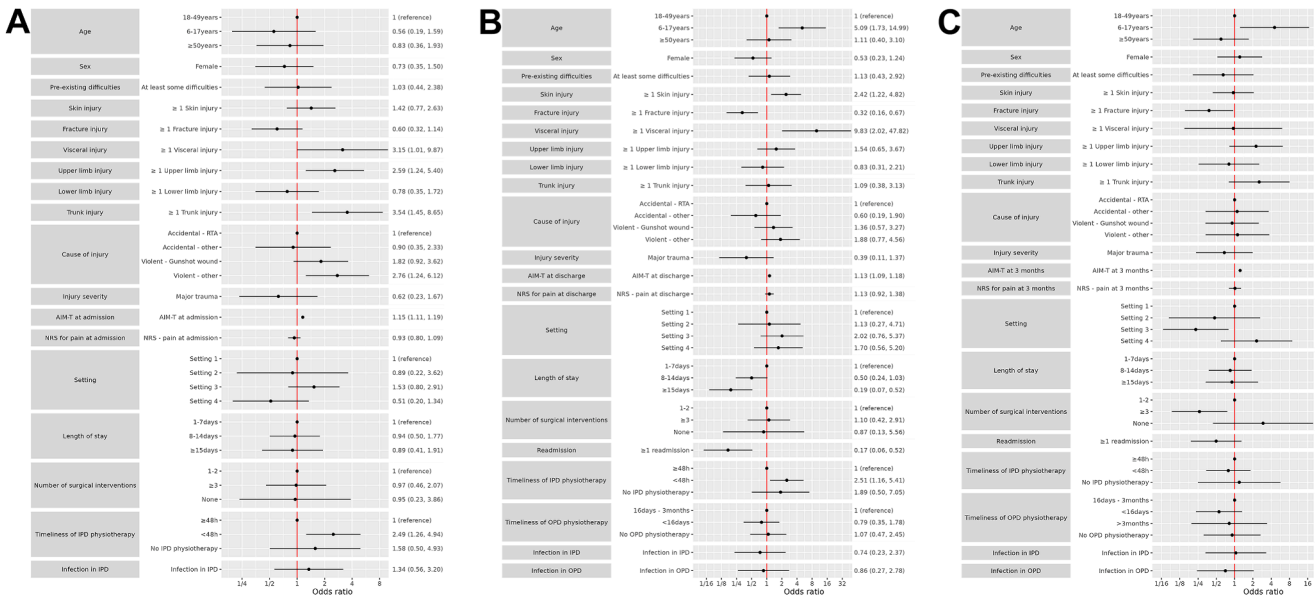 A
Age
18-49years
1 (reference)
6-17years
0.56 (0.19, 1.59)
≥50years
0.83 (0.36, 1.93)
Sex
Female
0.73 (0.35, 1.50)
Pre-existing difficulties
At least some difficulties
1.03 (0.44, 2.38)
Skin injury
≥ 1 Skin injury
1.42 (0.77, 2.63)
Fracture injury
≥ 1 Fracture injury
0.60 (0.32, 1.14)
Visceral injury
≥ 1 Visceral injury
3.15 (1.01, 9.87)
Upper limb injury
≥ 1 Upper limb injury
2.59 (1.24, 5.40)
Lower limb injury
≥ 1 Lower limb injury
0.78 (0.35, 1.72)
Trunk injury
≥ 1 Trunk injury
3.54 (1.45, 8.65)
Cause of injury
Accidental - RTA
1 (reference)
Accidental - other
0.90 (0.35, 2.33)
Violent - Gunshot wound
1.82 (0.92, 3.62)
Violent - other
2.76 (1.24, 6.12)
Injury severity
Major trauma
0.62 (0.23, 1.67)
AIM-T at admission
AIM-T at admission
1.15 (1.11, 1.19)
NRS for pain at admission
NRS - pain at admission
0.93 (0.80, 1.09)
Setting
Setting 1
1 (reference)
Setting 2
0.89 (0.22, 3.62)
Setting 3
1.53 (0.80, 2.91)
Setting 4
0.51 (0.20, 1.34)
Length of stay
1-7days
1 (reference)
8-14days
0.94 (0.50, 1.77)
≥15days
0.89 (0.41, 1.91)
Number of surgical interventions
1-2
1 (reference)
≥3
0.97 (0.46, 2.07)
None
0.95 (0.23, 3.86)
Timeliness of IPD physiotherapy
≥48h
1 (reference)
<48h
2.49 (1.26, 4.94)
No IPD physiotherapy
1.58 (0.50, 4.93)
Infection in IPD
Infection in IPD
1.34 (0.56, 3.20)
1/4 1/2 1 2 4 8
Odds ratio
B
Age
18-49years
1 (reference)
6-17years
5.09 (1.73, 14.99)
≥50years
1.11 (0.40, 3.10)
Sex
Female
0.53 (0.23, 1.24)
Pre-existing difficulties
At least some difficulties
1.13 (0.43, 2.92)
Skin injury
≥ 1 Skin injury
2.42 (1.22, 4.82)
Fracture injury
≥ 1 Fracture injury
0.32 (0.16, 0.67)
Visceral injury
≥ 1 Visceral injury
9.83 (2.02, 47.82)
Upper limb injury
≥ 1 Upper limb injury
1.54 (0.65, 3.67)
Lower limb injury
≥ 1 Lower limb injury
0.83 (0.31, 2.21)
Trunk injury
≥ 1 Trunk injury
1.09 (0.38, 3.13)
Cause of injury
Accidental - RTA
1 (reference)
Accidental - other
0.60 (0.19, 1.90)
Violent - Gunshot wound
1.36 (0.57, 3.27)
Violent - other
1.88 (0.77, 4.56)
Injury severity
Major trauma
0.39 (0.11, 1.37)
AIM-T at discharge
AIM-T at discharge
1.13 (1.09, 1.18)
NRS for pain at discharge
NRS - pain at discharge
1.13 (0.92, 1.38)
Setting
Setting 1
1 (reference)
Setting 2
1.13 (0.27, 4.71)
Setting 3
2.02 (0.76, 5.37)
Setting 4
1.70 (0.56, 5.20)
Length of stay
1-7days
1 (reference)
8-14days
0.50 (0.24, 1.03)
≥15days
0.19 (0.07, 0.52)
Number of surgical interventions
1-2
1 (reference)
≥3
1.10 (0.42, 2.91)
None
0.87 (0.13, 5.56)
Readmission
≥1 readmission
0.17 (0.06, 0.52)
Timeliness of IPD physiotherapy
≥48h
1 (reference)
<48h
2.51 (1.16, 5.41)
No IPD physiotherapy
1.89 (0.50, 7.05)
Timeliness of OPD physiotherapy
16days - 3months
1 (reference)
<16days
0.79 (0.35, 1.78)
No OPD physiotherapy
1.07 (0.47, 2.45)
Infection in IPD
Infection in IPD
0.74 (0.23, 2.37)
Infection in OPD
Infection in OPD
0.86 (0.27, 2.78)
1/16 1/8 1/4 1/2 1 2 4 8 16 32
Odds ratio
C
Age
18-49years
6-17years
≥50years
Sex
Female
Pre-existing difficulties
At least some difficulties
Skin injury
≥ 1 Skin injury
Fracture injury
≥ 1 Fracture injury
Visceral injury
≥ 1 Visceral injury
Upper limb injury
≥ 1 Upper limb injury
Lower limb injury
≥ 1 Lower limb injury
Trunk injury
≥ 1 Trunk injury
Cause of injury
Accidental - RTA
Accidental - other
Violent - Gunshot wound
Violent - other
Injury severity
Major trauma
AIM-T at 3 months
AIM-T at 3 months
NRS for pain at 3 months
NRS - pain at 3 months
Setting
Setting 1
Setting 2
Setting 3
Setting 4
Length of stay
1-7days
8-14days
≥15days
Number of surgical interventions
1-2
≥3
None
Readmission
≥1 readmission
Timeliness of IPD physiotherapy
≥48h
<48h
No IPD physiotherapy
Timeliness of OPD physiotherapy
16days - 3months
<16days
>3months
No OPD physiotherapy
Infection in IPD
Infection in IPD
Infection in OPD
Infection in OPD
1/16 1/8 1/4 1/2 1 2 4 8 16
Odds ratio